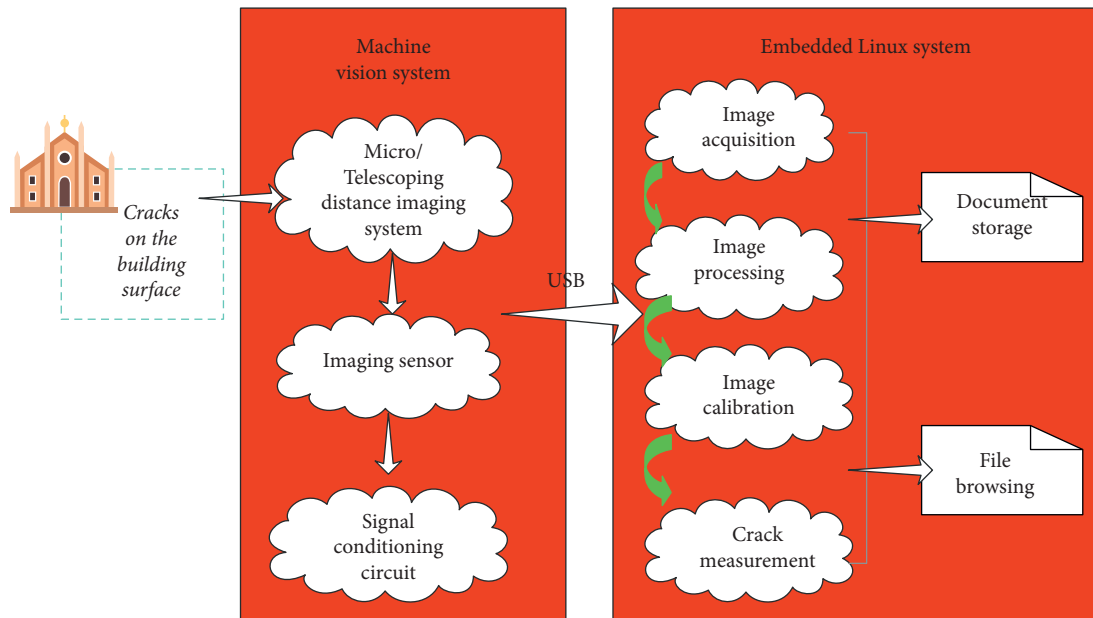 Cracks
on the
building
surface
Machine
vision system
Micro/
Telescoping
distance imaging
system
Imaging sensor
Signal
conditioning
circuit
USB
Embedded Linux system
Image
acquisition
Image
processing
Image
calibration
Crack
measurement
Document
storage
File
browsing